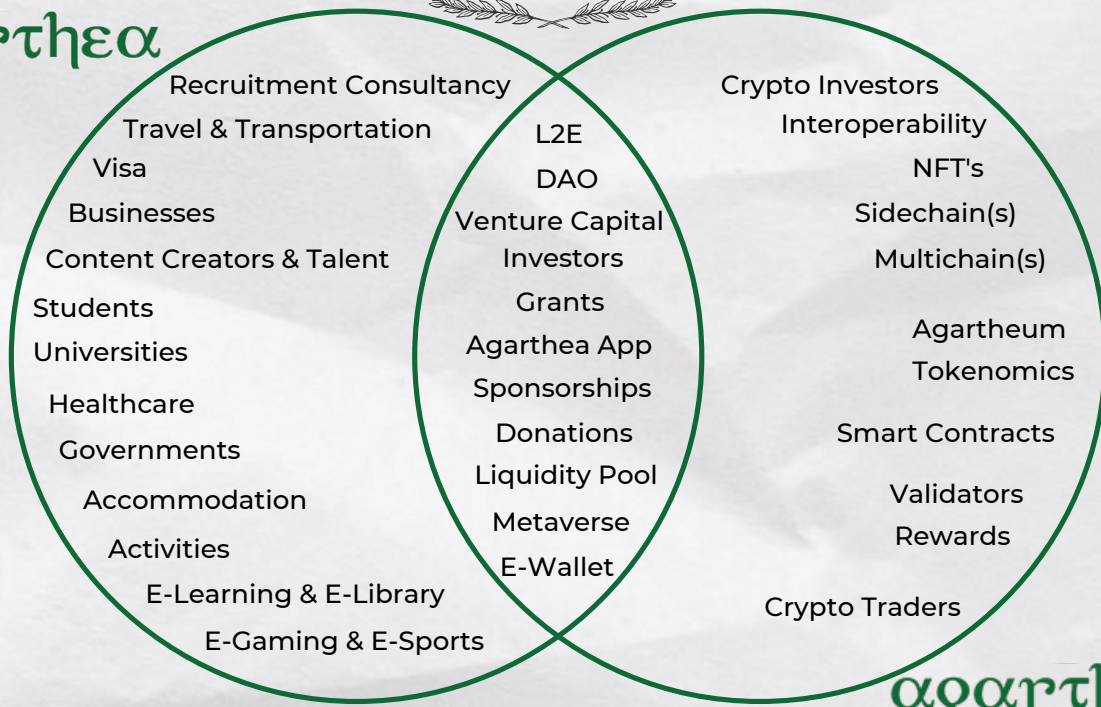 Recruitment Consultancy
Travel & Transportation
Visa
Businesses
Content Creators & Talent
Students
Universities
Healthcare
Governments
Accommodation
Activities
E-Learning & E-Library
E-Gaming & E-Sports
L2E
DAO
Venture Capital
Investors
Grants
Agarthea App
Sponsorships
Donations
Liquidity Pool
Metaverse
E-Wallet
Crypto Investors
Interoperability
NFT's
Sidechain(s)
Multichain(s)
Agartheum
Tokenomics
Smart Contracts
Validators
Rewards
Crypto Traders